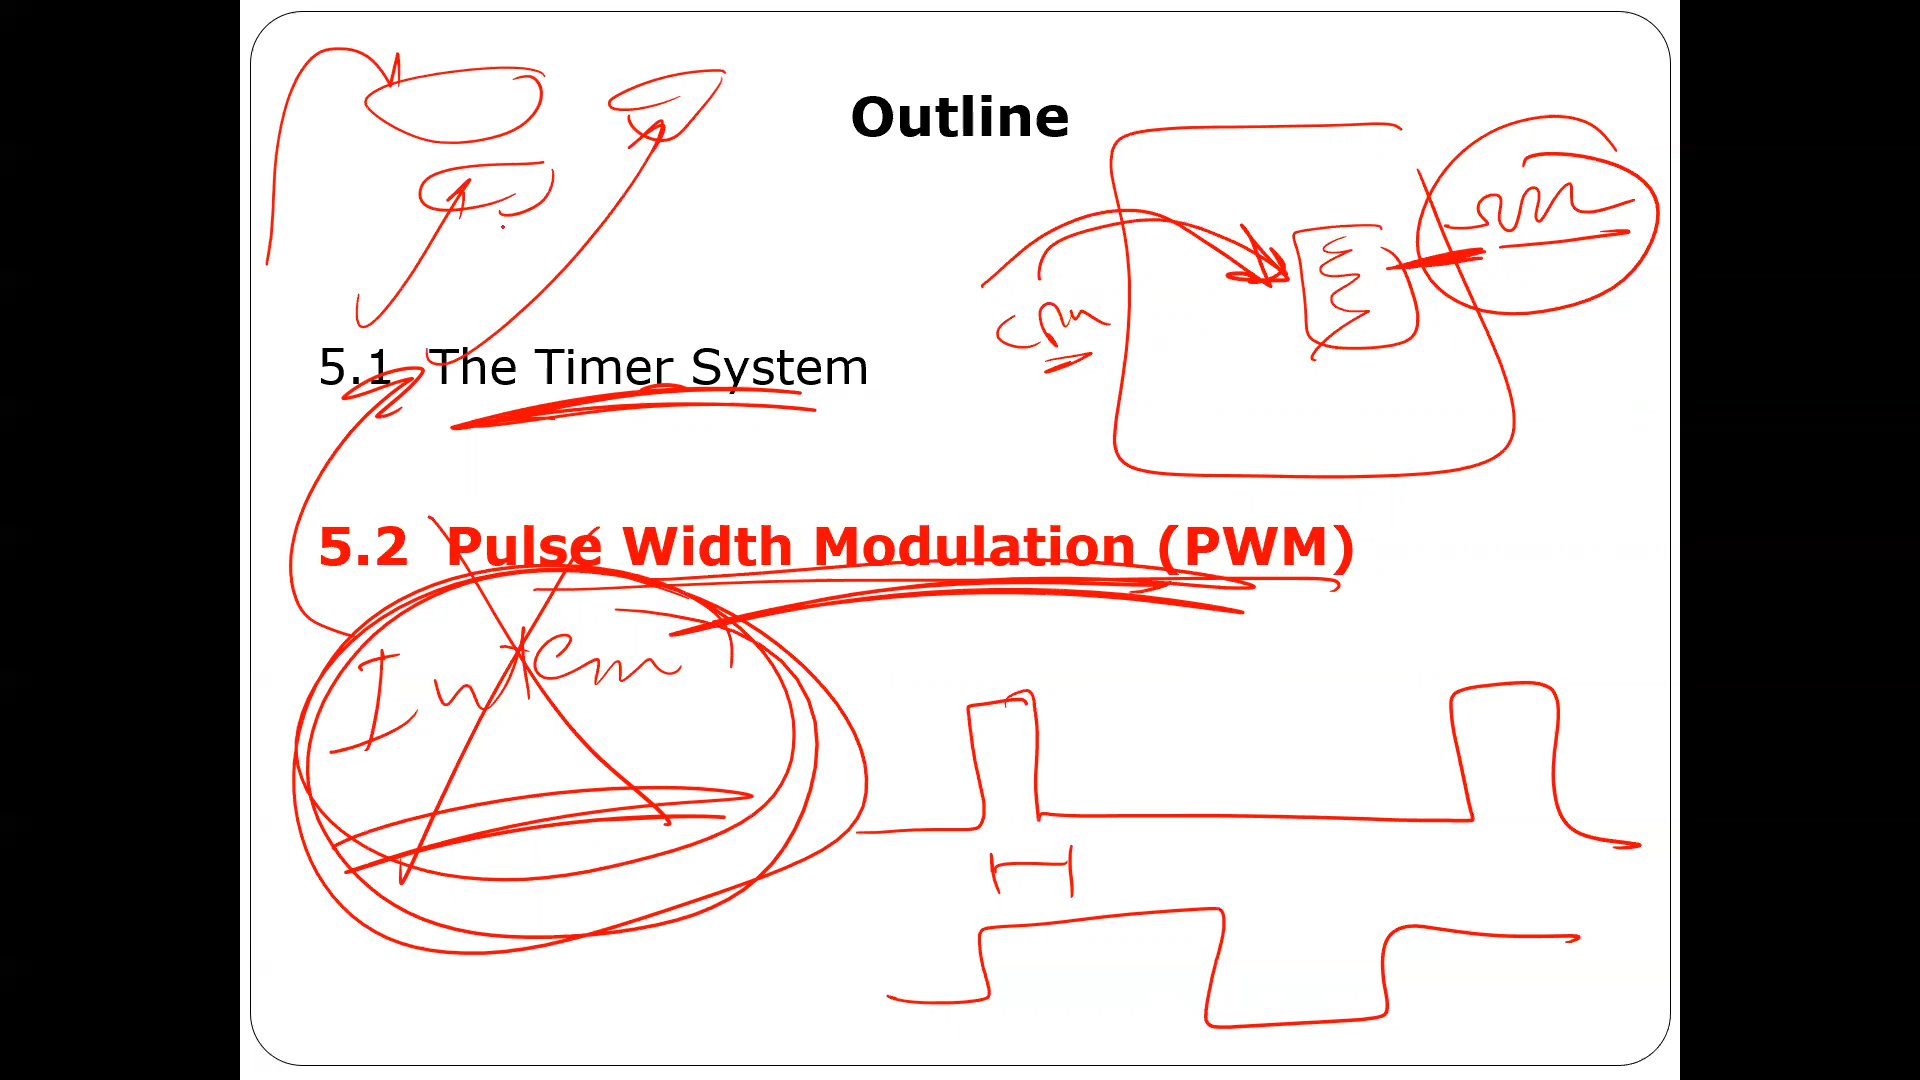 Outline
5.1 The Timer System
5.2 Pulse Width Modulation (PWM)